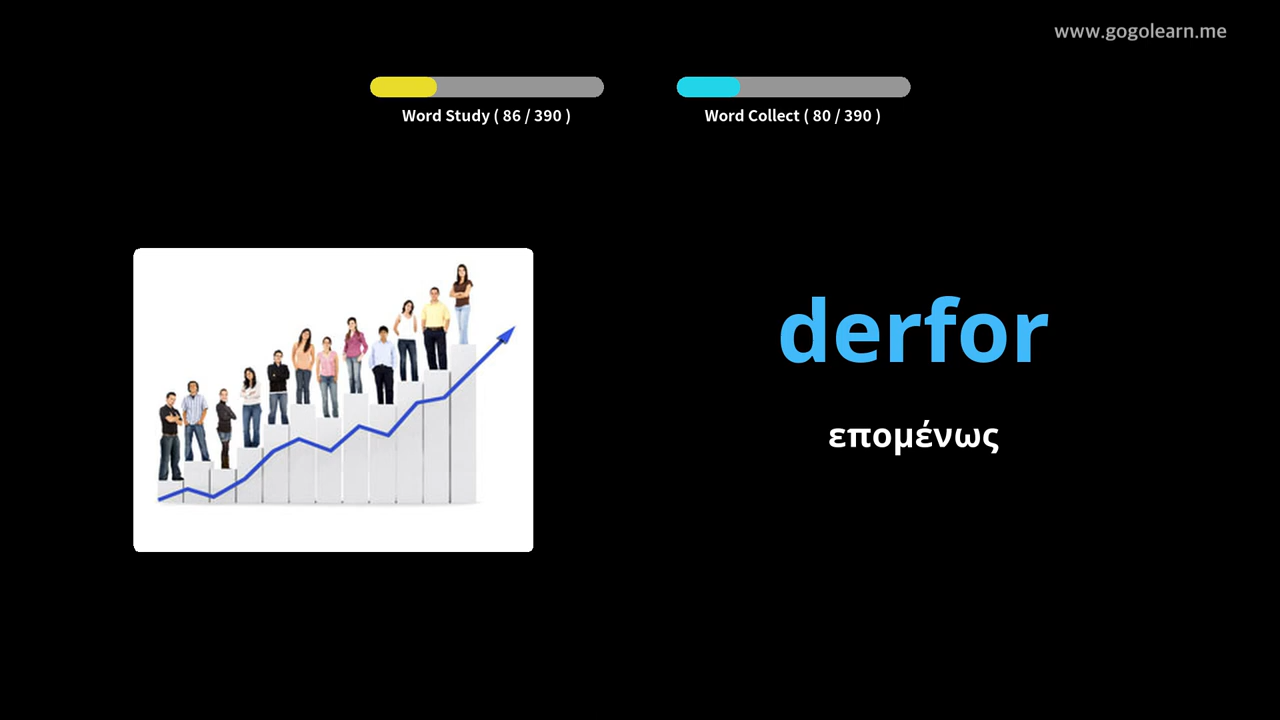 www.gogolearn.me
Word Study ( 86 / 390 )
Word Collect ( 80 / 390 )
derfor
επομένως